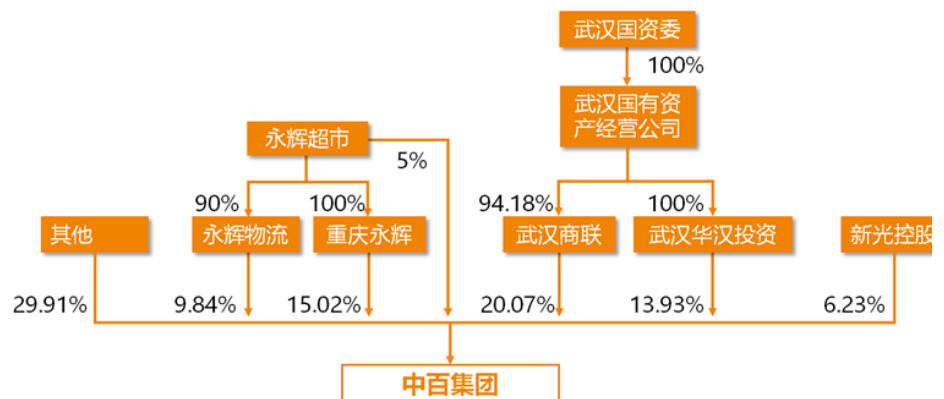 武汉国资委
100%
武汉国有资
产经营公司
永辉超市
5%
90%
100%
94.18%
100%
其他
永辉物流
重庆永辉
武汉商联
武汉华汉投资
新光控股
29.91%
9.84%
15.02%
20.07%
13.93%
6.23%
中百集团